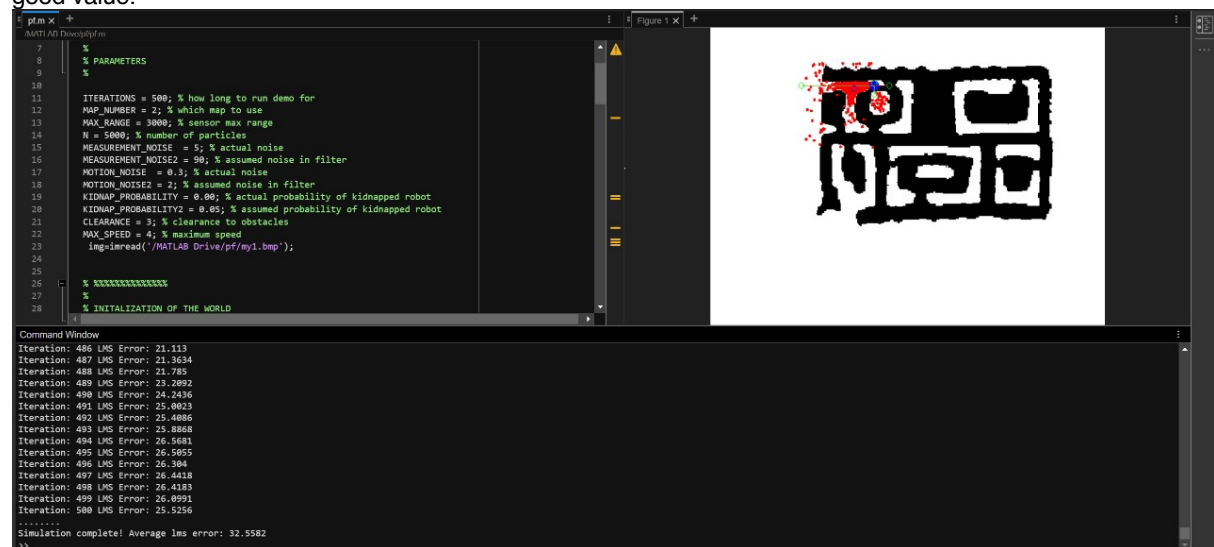 good value.
pf.m × +
Figure 1 × +
/MATLAB Drive/pf/pf.m
7 %
8 % PARAMETERS
9 %
10
11 ITERATIONS = 500; % how long to run demo for
12 MAP_NUMBER = 2; % which map to use
13 MAX_RANGE = 3000; % sensor max range
14 N = 5000; % number of particles
15 MEASUREMENT_NOISE = 5; % actual noise
16 MEASUREMENT_NOISE2 = 90; % assumed noise in filter
17 MOTION_NOISE = 0.3; % actual noise
18 MOTION_NOISE2 = 2; % assumed noise in filter
19 KIDNAP_PROBABILITY = 0.00; % actual probability of kidnapped robot
20 KIDNAP_PROBABILITY2 = 0.05; % assumed probability of kidnapped robot
21 CLEARANCE = 3; % clearance to obstacles
22 MAX_SPEED = 4; % maximum speed
23 img=imread('/MATLAB Drive/pf/my1.bmp');
24
25
26 % %%%%%%%%%%%%%%
27 %
28 % INITALIZATION OF THE WORLD
Command Window
Iteration: 486 LMS Error: 21.113
Iteration: 487 LMS Error: 21.3634
Iteration: 488 LMS Error: 21.785
Iteration: 489 LMS Error: 23.2092
Iteration: 490 LMS Error: 24.2436
Iteration: 491 LMS Error: 25.0023
Iteration: 492 LMS Error: 25.4086
Iteration: 493 LMS Error: 25.8868
Iteration: 494 LMS Error: 26.5681
Iteration: 495 LMS Error: 26.5055
Iteration: 496 LMS Error: 26.304
Iteration: 497 LMS Error: 26.4418
Iteration: 498 LMS Error: 26.4183
Iteration: 499 LMS Error: 26.0991
Iteration: 500 LMS Error: 25.5256
........
Simulation complete! Average lms error: 32.5582
>>